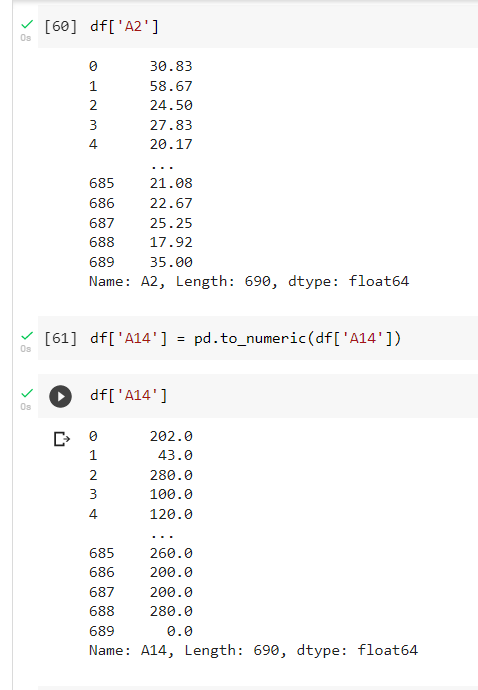 [60] df['A2']
0s
0 30.83
1 58.67
2 24.50
3 27.83
4 20.17
...
685 21.08
686 22.67
687 25.25
688 17.92
689 35.00
Name: A2, Length: 690, dtype: float64
[61] df['A14'] = pd.to_numeric(df['A14'])
0s
df['A14']
0s
0 202.0
1 43.0
2 280.0
3 100.0
4 120.0
...
685 260.0
686 200.0
687 200.0
688 280.0
689 0.0
Name: A14, Length: 690, dtype: float64